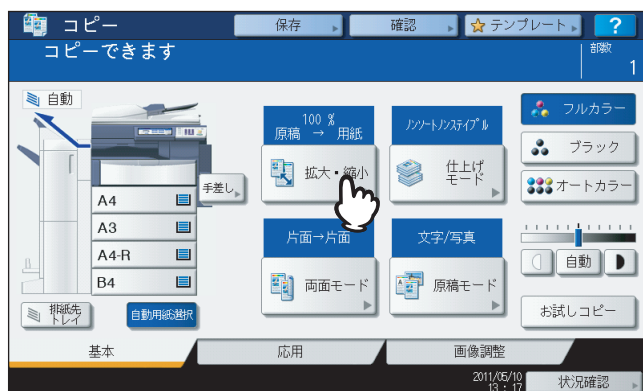 コピー
保存
確認
テンプレート
?
コピーできます
部数
1
自動
100 %
原稿 → 用紙
ノンソートノンステイプル
フルカラー
拡大・縮小
仕上げ
モード
ブラック
手差し
オートカラー
A4
A3
A4-R
B4
片面→片面
文字/写真
両面モード
原稿モード
自動
排紙先
トレイ
自動用紙選択
お試しコピー
基本
応用
画像調整
2011/05/10
13 : 17
状況確認